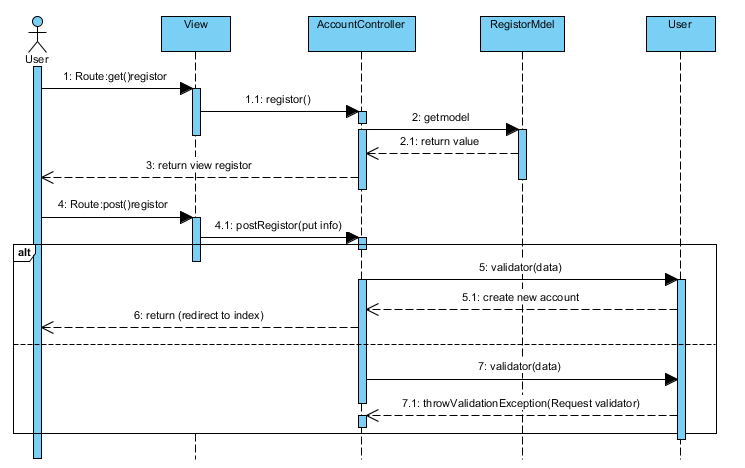 User
View
AccountController
RegistorMdel
User
1: Route:get()registor
1.1: registor()
2: getmodel
2.1: return value
3: return view registor
4: Route:post()registor
4.1: postRegistor(put info)
alt
5: validator(data)
5.1: create new account
6: return (redirect to index)
7: validator(data)
7.1: throwValidationException(Request validator)